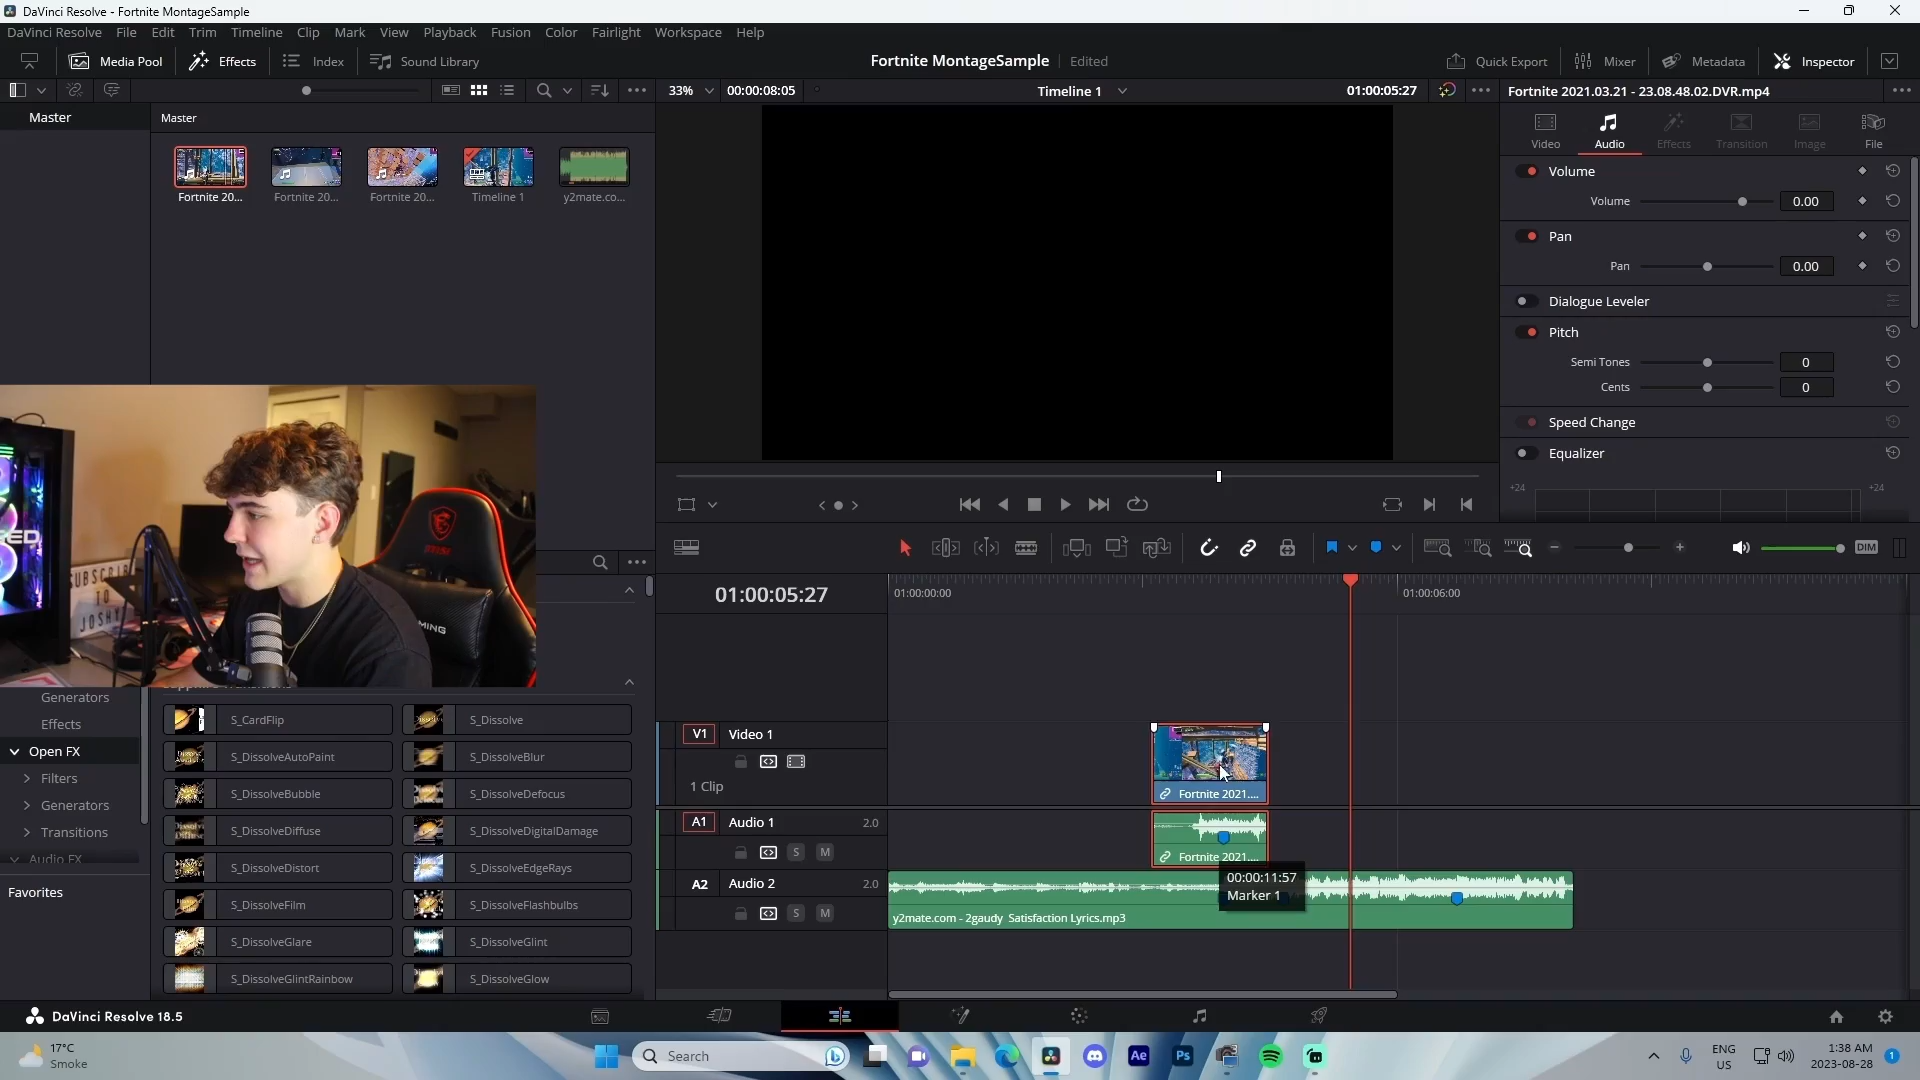 DaVinci Resolve - Fortnite MontageSample
DaVinci Resolve File Edit Trim Timeline Clip Mark View Playback Fusion Color Fairlight Workspace Help
Media Pool Effects Index Sound Library
Fortnite MontageSample Edited
Quick Export Mixer Metadata Inspector
33% 00:00:08:05 Timeline 1 01:00:05:27
Fortnite 2021.03.21 - 23.08.48.02.DVR.mp4
Master
Master
Fortnite 20... Fortnite 20... Fortnite 20... Timeline 1 y2mate.co...
Video Audio Effects Transition Image File
Volume
Volume 0.00
Pan
Pan 0.00
Dialogue Leveler
Pitch
Semi Tones 0
Cents 0
Speed Change
Equalizer
+24 +24
DIM
SUBSCRIBE
TO
JOSHY
01:00:05:27
01:00:00:00 01:00:06:00
Generators
Effects
Open FX
Filters
Generators
Transitions
Audio FX
Favorites
S_CardFlip S_Dissolve
S_DissolveAutoPaint S_DissolveBlur
S_DissolveBubble S_DissolveDefocus
S_DissolveDiffuse S_DissolveDigitalDamage
S_DissolveDistort S_DissolveEdgeRays
S_DissolveFilm S_DissolveFlashbulbs
S_DissolveGlare S_DissolveGlint
S_DissolveGlintRainbow S_DissolveGlow
V1 Video 1
1 Clip
Fortnite 2021....
A1 Audio 1 2.0
S M
Fortnite 2021....
A2 Audio 2 2.0
S M
00:00:11:57
Marker 1
y2mate.com - 2gaudy Satisfaction Lyrics.mp3
DaVinci Resolve 18.5
17°C
Smoke
Search
Ae Ps
ENG
US
1:38 AM
2023-08-28
1